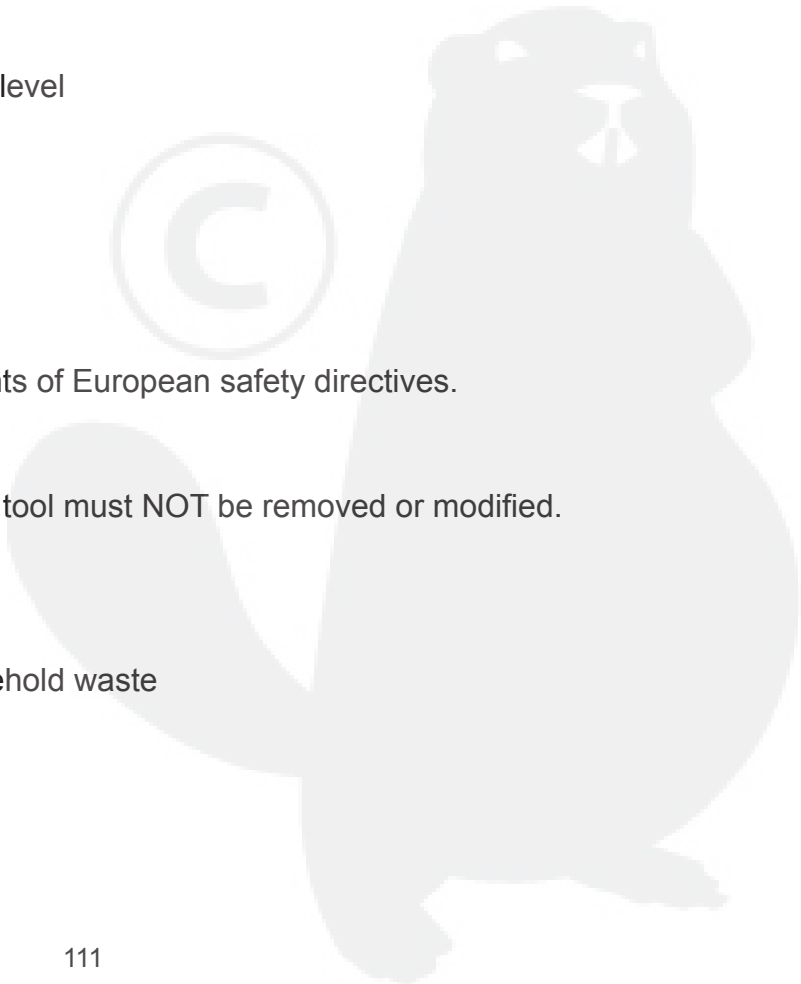 level
©
ts of European safety directives.
tool must NOT be removed or modified.
ehold waste
111